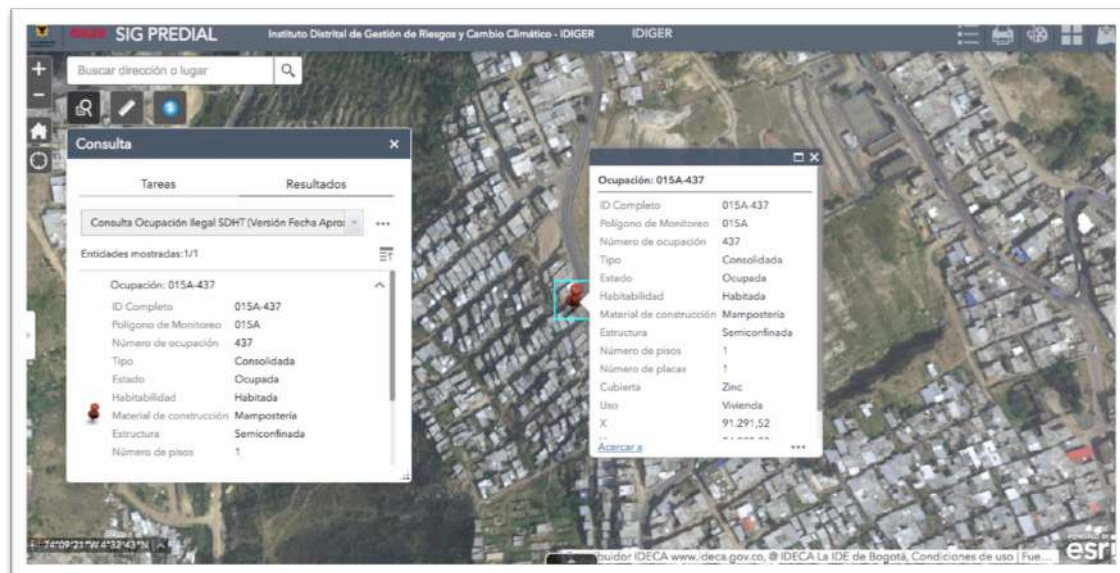 SIG PREDIAL
Instituto Distrital de Gestión de Riesgos y Cambio Climático - IDIGER
IDIGER
Buscar dirección o lugar
Consulta
Tareas Resultados
Consulta Ocupación Ilegal SDHT (Versión Fecha Apro:
Entidades mostradas:1/1
Ocupación: 015A-437
ID Completo 015A-437
Polígono de Monitoreo 015A
Número de ocupación 437
Tipo Consolidada
Estado Ocupada
Habitabilidad Habitada
Material de construcción Mampostería
Estructura Semiconfinada
Número de pisos 1
Ocupación: 015A-437
ID Completo 015A-437
Polígono de Monitoreo 015A
Número de ocupación 437
Tipo Consolidada
Estado Ocupada
Habitabilidad Habitada
Material de construcción Mampostería
Estructura Semiconfinada
Número de pisos 1
Número de placas 1
Cubierta Zinc
Uso Vivienda
X 91.291,52
Acercar a
74°09'21"W 4°32'43"N
buidor IDECA www.ideca.gov.co, @ IDECA La IDE de Bogotá, Condiciones de uso | Fue...
esri